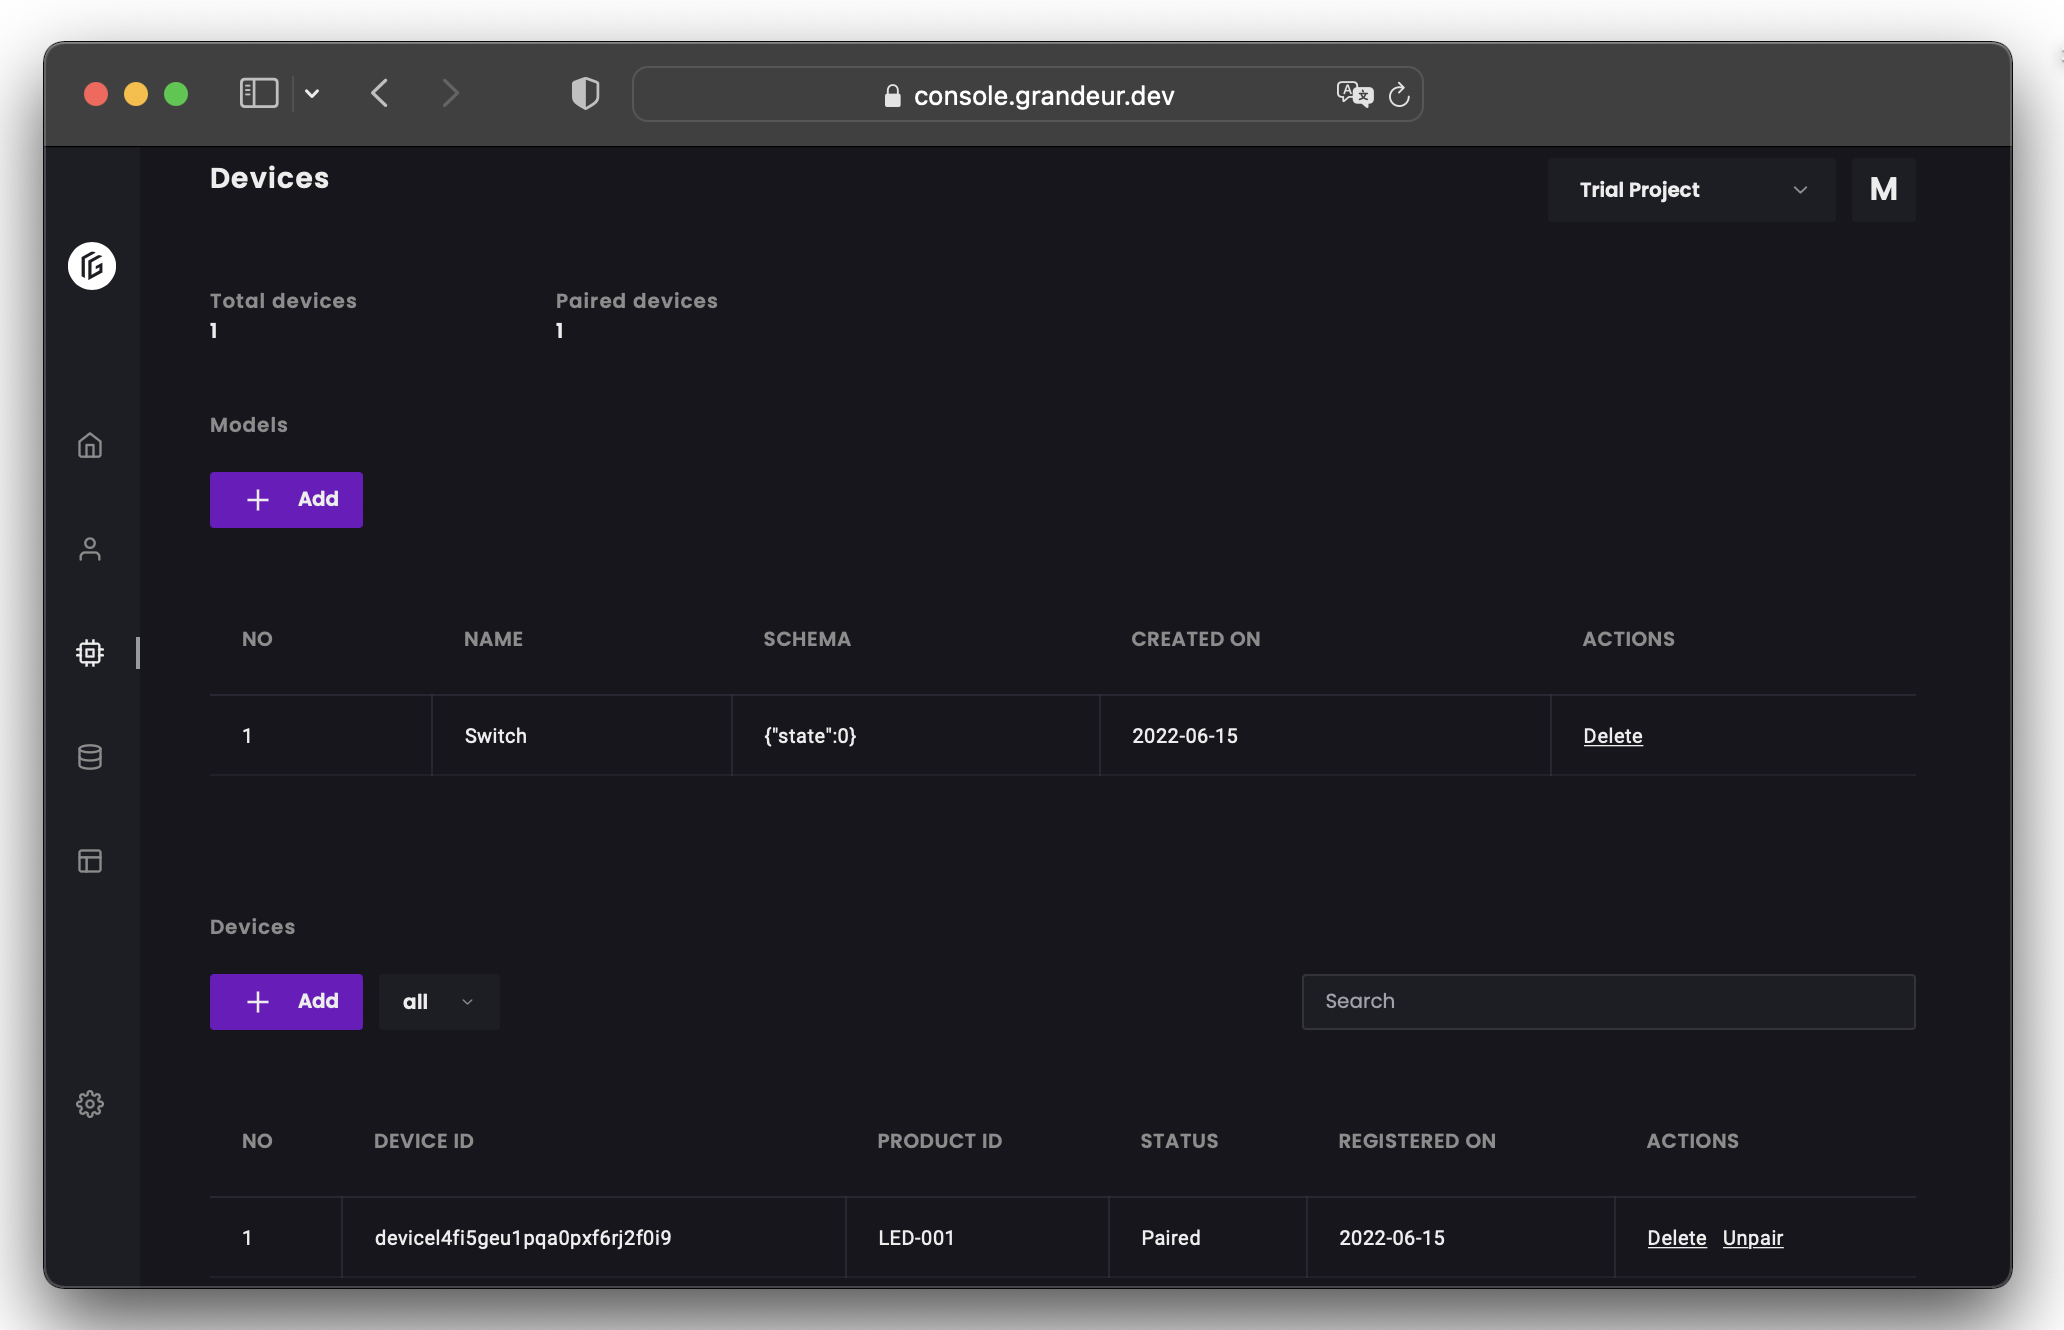 console.grandeur.dev
Devices
Trial Project
M
Total devices
Paired devices
1
1
Models
Add
NO NAME SCHEMA CREATED ON ACTIONS
1 Switch {"state":0} 2022-06-15 Delete
Devices
Add
all
Search
NO DEVICE ID PRODUCT ID STATUS REGISTERED ON ACTIONS
1 devicel4fi5geu1pqa0pxf6rj2f0i9 LED-001 Paired 2022-06-15 Delete Unpair